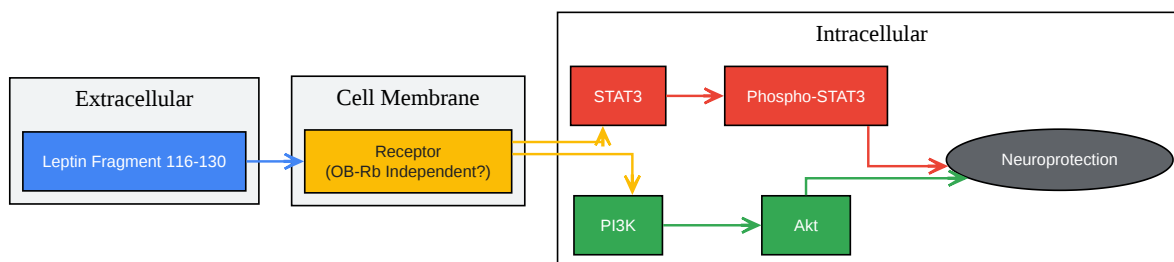 Extracellular
Leptin Fragment 116-130
Cell Membrane
Receptor
(OB-Rb Independent?)
Intracellular
STAT3
Phospho-STAT3
PI3K
Akt
Neuroprotection